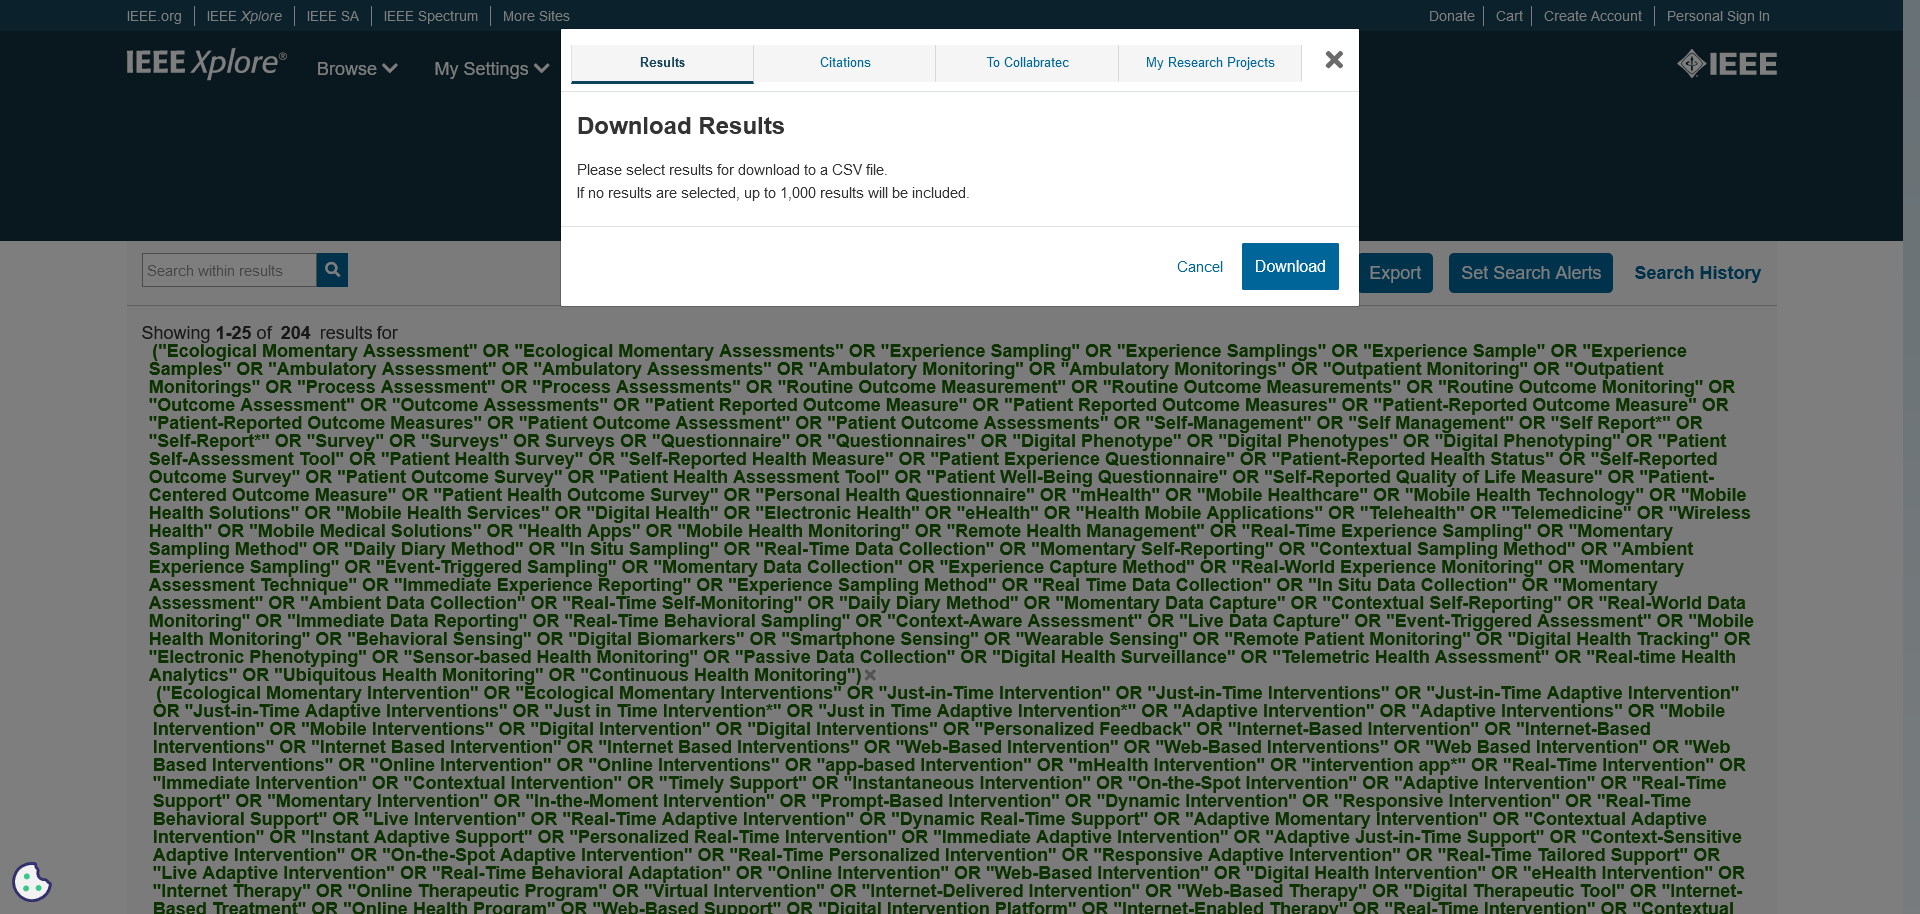 IEEE.org IEEE Xplore IEEE SA IEEE Spectrum More Sites Donate Cart Create Account Personal Sign In
IEEE Xplore® Browse My Settings IEEE
Results Citations To Collabratec My Research Projects
Download Results
Please select results for download to a CSV file.
If no results are selected, up to 1,000 results will be included.
Cancel Download
Search within results Export Set Search Alerts Search History
Showing 1-25 of 204 results for
("Ecological Momentary Assessment" OR "Ecological Momentary Assessments" OR "Experience Sampling" OR "Experience Samplings" OR "Experience Sample" OR "Experience
Samples" OR "Ambulatory Assessment" OR "Ambulatory Assessments" OR "Ambulatory Monitoring" OR "Ambulatory Monitorings" OR "Outpatient Monitoring" OR "Outpatient
Monitorings" OR "Process Assessment" OR "Process Assessments" OR "Routine Outcome Measurement" OR "Routine Outcome Measurements" OR "Routine Outcome Monitoring" OR
"Outcome Assessment" OR "Outcome Assessments" OR "Patient Reported Outcome Measure" OR "Patient Reported Outcome Measures" OR "Patient-Reported Outcome Measure" OR
"Patient-Reported Outcome Measures" OR "Patient Outcome Assessment" OR "Patient Outcome Assessments" OR "Self-Management" OR "Self Management" OR "Self Report*" OR
"Self-Report*" OR "Survey" OR "Surveys" OR Surveys OR "Questionnaire" OR "Questionnaires" OR "Digital Phenotype" OR "Digital Phenotypes" OR "Digital Phenotyping" OR "Patient
Self-Assessment Tool" OR "Patient Health Survey" OR "Self-Reported Health Measure" OR "Patient Experience Questionnaire" OR "Patient-Reported Health Status" OR "Self-Reported
Outcome Survey" OR "Patient Outcome Survey" OR "Patient Health Assessment Tool" OR "Patient Well-Being Questionnaire" OR "Self-Reported Quality of Life Measure" OR "Patient-
Centered Outcome Measure" OR "Patient Health Outcome Survey" OR "Personal Health Questionnaire" OR "mHealth" OR "Mobile Healthcare" OR "Mobile Health Technology" OR "Mobile
Health Solutions" OR "Mobile Health Services" OR "Digital Health" OR "Electronic Health" OR "eHealth" OR "Health Mobile Applications" OR "Telehealth" OR "Telemedicine" OR "Wireless
Health" OR "Mobile Medical Solutions" OR "Health Apps" OR "Mobile Health Monitoring" OR "Remote Health Management" OR "Real-Time Experience Sampling" OR "Momentary
Sampling Method" OR "Daily Diary Method" OR "In Situ Sampling" OR "Real-Time Data Collection" OR "Momentary Self-Reporting" OR "Contextual Sampling Method" OR "Ambient
Experience Sampling" OR "Event-Triggered Sampling" OR "Momentary Data Collection" OR "Experience Capture Method" OR "Real-World Experience Monitoring" OR "Momentary
Assessment Technique" OR "Immediate Experience Reporting" OR "Experience Sampling Method" OR "Real Time Data Collection" OR "In Situ Data Collection" OR "Momentary
Assessment" OR "Ambient Data Collection" OR "Real-Time Self-Monitoring" OR "Daily Diary Method" OR "Momentary Data Capture" OR "Contextual Self-Reporting" OR "Real-World Data
Monitoring" OR "Immediate Data Reporting" OR "Real-Time Behavioral Sampling" OR "Context-Aware Assessment" OR "Live Data Capture" OR "Event-Triggered Assessment" OR "Mobile
Health Monitoring" OR "Behavioral Sensing" OR "Digital Biomarkers" OR "Smartphone Sensing" OR "Wearable Sensing" OR "Remote Patient Monitoring" OR "Digital Health Tracking" OR
"Electronic Phenotyping" OR "Sensor-based Health Monitoring" OR "Passive Data Collection" OR "Digital Health Surveillance" OR "Telemetric Health Assessment" OR "Real-time Health
Analytics" OR "Ubiquitous Health Monitoring" OR "Continuous Health Monitoring")
("Ecological Momentary Intervention" OR "Ecological Momentary Interventions" OR "Just-in-Time Intervention" OR "Just-in-Time Interventions" OR "Just-in-Time Adaptive Intervention"
OR "Just-in-Time Adaptive Interventions" OR "Just in Time Intervention*" OR "Just in Time Adaptive Intervention*" OR "Adaptive Intervention" OR "Adaptive Interventions" OR "Mobile
Intervention" OR "Mobile Interventions" OR "Digital Intervention" OR "Digital Interventions" OR "Personalized Feedback" OR "Internet-Based Intervention" OR "Internet-Based
Interventions" OR "Internet Based Intervention" OR "Internet Based Interventions" OR "Web-Based Intervention" OR "Web-Based Interventions" OR "Web Based Intervention" OR "Web
Based Interventions" OR "Online Intervention" OR "Online Interventions" OR "app-based Intervention" OR "mHealth Intervention" OR "intervention app*" OR "Real-Time Intervention" OR
"Immediate Intervention" OR "Contextual Intervention" OR "Timely Support" OR "Instantaneous Intervention" OR "On-the-Spot Intervention" OR "Adaptive Intervention" OR "Real-Time
Support" OR "Momentary Intervention" OR "In-the-Moment Intervention" OR "Prompt-Based Intervention" OR "Dynamic Intervention" OR "Responsive Intervention" OR "Real-Time
Behavioral Support" OR "Live Intervention" OR "Real-Time Adaptive Intervention" OR "Dynamic Real-Time Support" OR "Adaptive Momentary Intervention" OR "Contextual Adaptive
Intervention" OR "Instant Adaptive Support" OR "Personalized Real-Time Intervention" OR "Immediate Adaptive Intervention" OR "Adaptive Just-in-Time Support" OR "Context-Sensitive
Adaptive Intervention" OR "On-the-Spot Adaptive Intervention" OR "Real-Time Personalized Intervention" OR "Responsive Adaptive Intervention" OR "Real-Time Tailored Support" OR
"Live Adaptive Intervention" OR "Real-Time Behavioral Adaptation" OR "Online Intervention" OR "Web-Based Intervention" OR "Digital Health Intervention" OR "eHealth Intervention" OR
"Internet Therapy" OR "Online Therapeutic Program" OR "Virtual Intervention" OR "Internet-Delivered Intervention" OR "Web-Based Therapy" OR "Digital Therapeutic Tool" OR "Internet-
Based Treatment" OR "Online Health Program" OR "Web-Based Support" OR "Digital Intervention Platform" OR "Internet-Enabled Therapy" OR "Real-Time Intervention" OR "Contextual